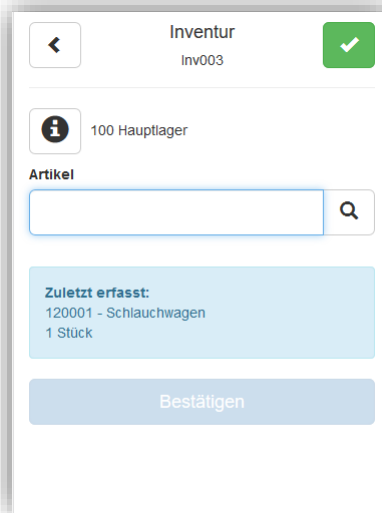 Inventur
Inv003
100 Hauptlager
Artikel
Zuletzt erfasst:
120001 - Schlauchwagen
1 Stück
Bestätigen